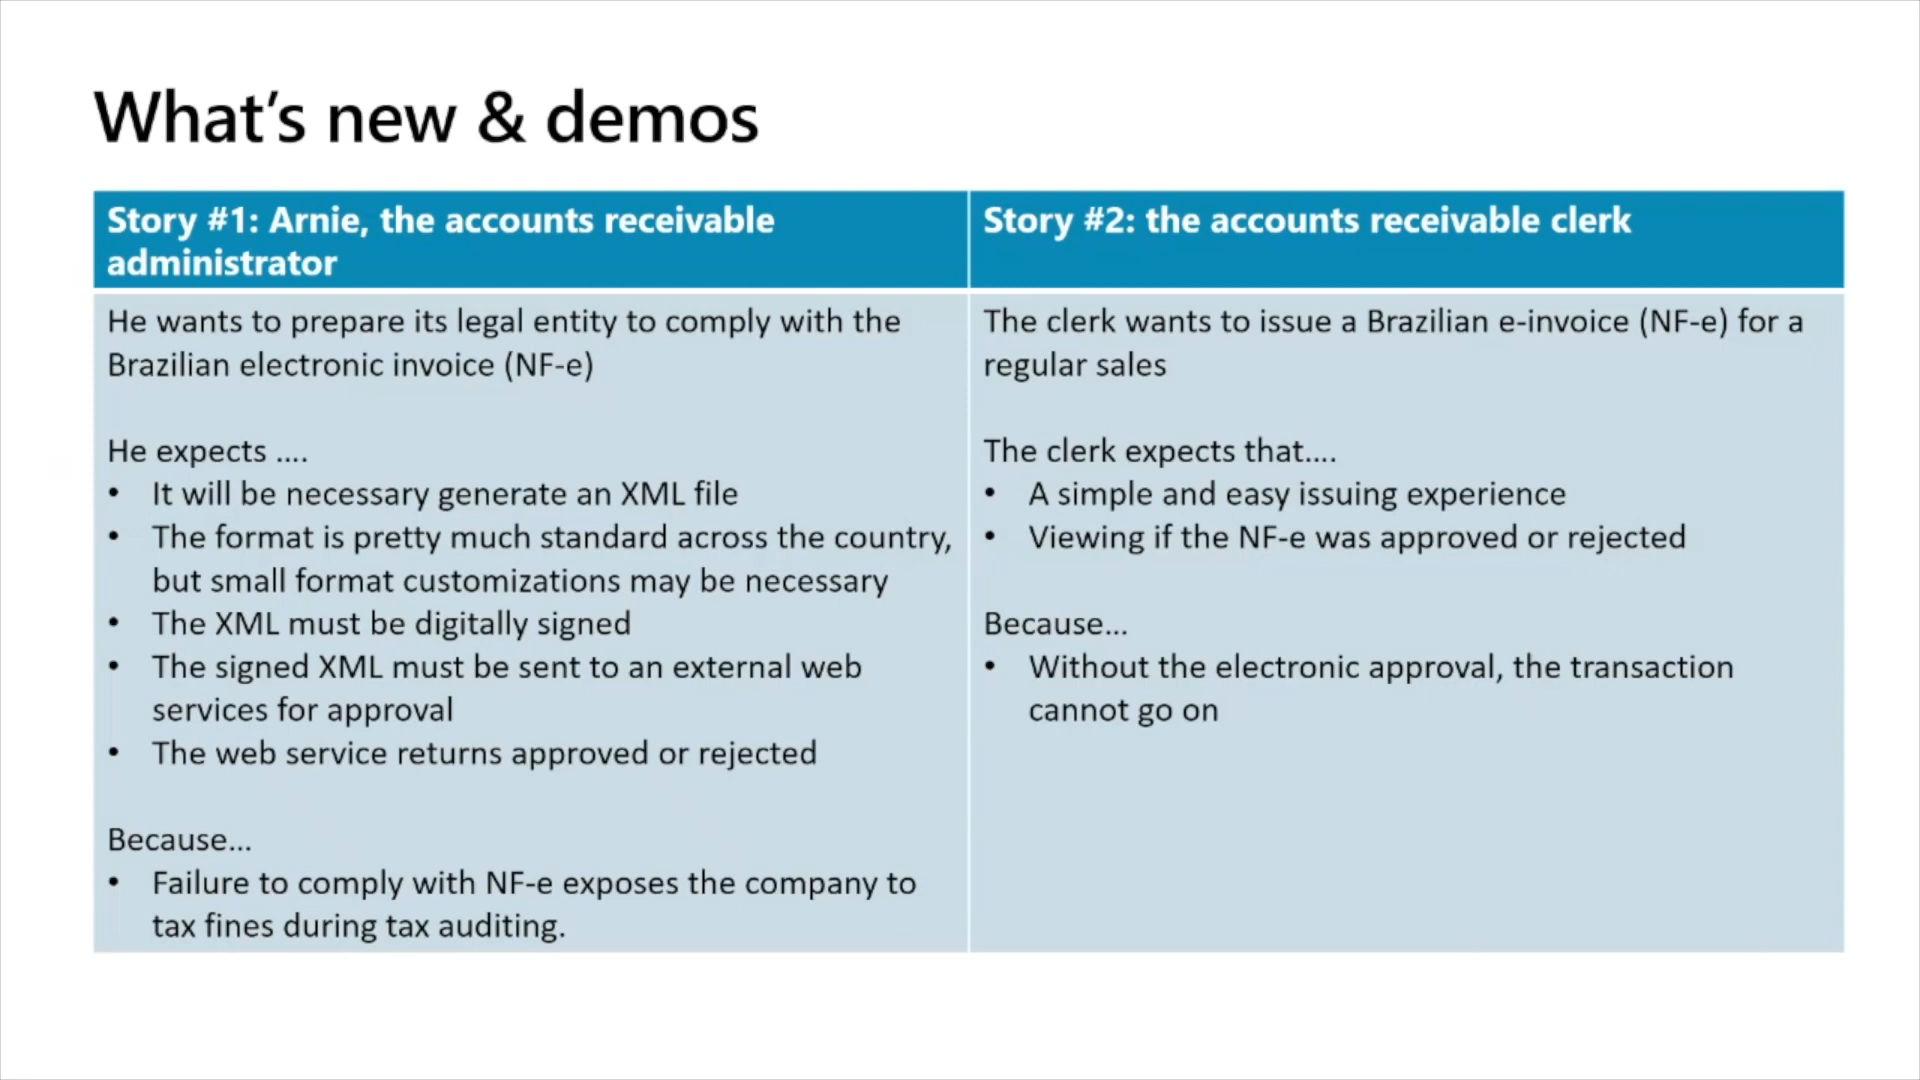 What's new & demos
Story #1: Arnie, the accounts receivable
administrator
He wants to prepare its legal entity to comply with the
Brazilian electronic invoice (NF-e)
He expects ....
• It will be necessary generate an XML file
• The format is pretty much standard across the country,
but small format customizations may be necessary
• The XML must be digitally signed
• The signed XML must be sent to an external web
services for approval
• The web service returns approved or rejected
Because...
• Failure to comply with NF-e exposes the company to
tax fines during tax auditing.
Story #2: the accounts receivable clerk
The clerk wants to issue a Brazilian e-invoice (NF-e) for a
regular sales
The clerk expects that....
• A simple and easy issuing experience
• Viewing if the NF-e was approved or rejected
Because...
• Without the electronic approval, the transaction
cannot go on